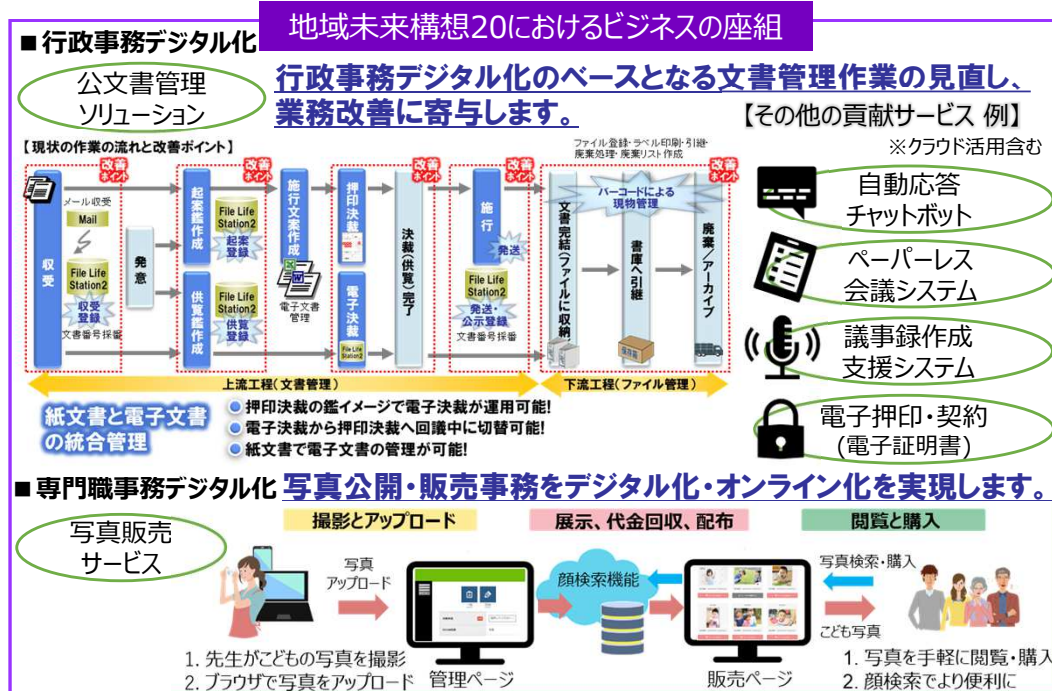 地域未来構想20におけるビジネスの座組
■行政事務デジタル化
公文書管理
ソリューション
行政事務デジタル化のベースとなる文書管理作業の見直し、
業務改善に寄与します。
【その他の貢献サービス 例】
※クラウド活用含む
【現状の作業の流れと改善ポイント】
ファイル登録・ラベル印刷・引継・
廃棄処理・廃棄リスト作成
改善
ポイント
改善
ポイント
改善
ポイント
改善
ポイント
改善
ポイント
収受
メール収受
Mail
File Life
Station2
収受
登録
文書番号採番
発意
起案鑑作成
File Life
Station2
起案
登録
供覧鑑作成
File Life
Station2
供覧
登録
施行文案作成
電子文書
管理
押印決裁
電子決裁
File Life
Station2
決裁(供覧)完了
施行
発送
File Life
Station2
発送・
公示登録
文書番号採番
バーコードによる
現物管理
文書完結(ファイルに収納)
書庫へ引継
保存箱
廃棄/アーカイブ
上流工程(文書管理)
下流工程(ファイル管理)
紙文書と電子文書
の統合管理
押印決裁の鑑イメージで電子決裁が運用可能!
電子決裁から押印決裁へ回議中に切替可能!
紙文書で電子文書の管理が可能!
自動応答
チャットボット
ペーパーレス
会議システム
議事録作成
支援システム
電子押印・契約
(電子証明書)
■専門職事務デジタル化
写真公開・販売事務をデジタル化・オンライン化を実現します。
写真販売
サービス
撮影とアップロード
展示、代金回収、配布
閲覧と購入
写真
アップロード
顔検索機能
写真検索・購入
こども写真
1. 先生がこどもの写真を撮影
2. ブラウザで写真をアップロード
管理ページ
販売ページ
1. 写真を手軽に閲覧・購入
2. 顔検索でより便利に